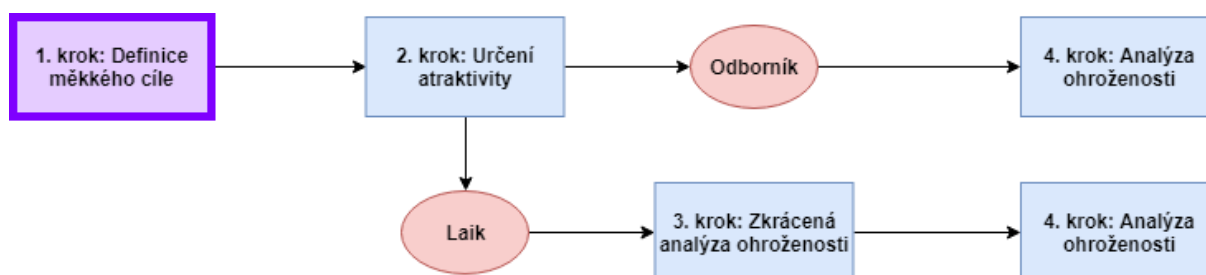 1. krok: Definice
měkkého cíle
2. krok: Určení
atraktivity
Odborník
4. krok: Analýza
ohroženosti
Laik
3. krok: Zkrácená
analýza ohroženosti
4. krok: Analýza
ohroženosti